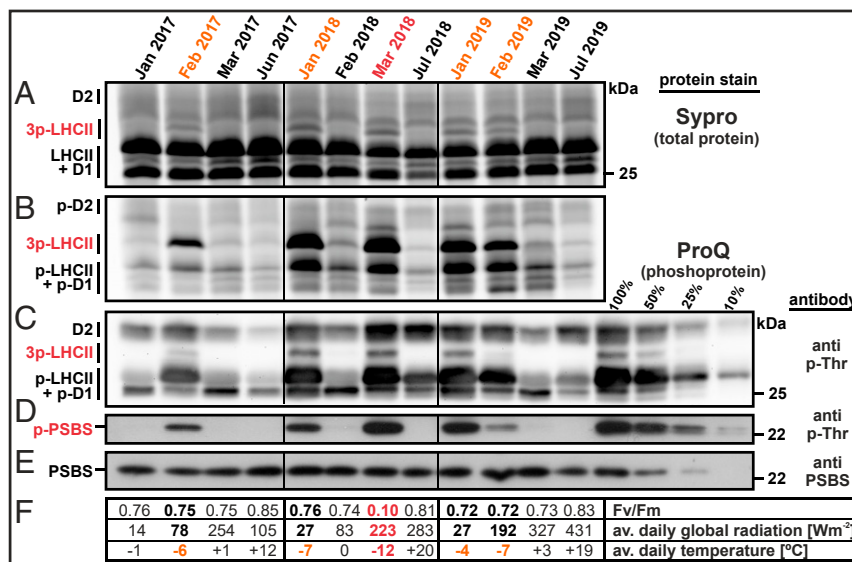 Jan 2017 Feb 2017 Mar 2017 Jun 2017 Jan 2018 Feb 2018 Mar 2018 Jul 2018 Jan 2019 Feb 2019 Mar 2019 Jul 2019
A
D2
3p-LHCII
LHCII
+ D1
kDa
25
protein stain
Sypro
(total protein)
B
p-D2
3p-LHCII
p-LHCII
+ p-D1
ProQ
(phoshoprotein)
100% 50% 25% 10%
antibody
C
D2
3p-LHCII
p-LHCII
+ p-D1
kDa
25
anti
p-Thr
D
p-PSBS
22
anti
p-Thr
E
PSBS
22
anti
PSBS
F
0.76 0.75 0.75 0.85 0.76 0.74 0.10 0.81 0.72 0.72 0.73 0.83 Fv/Fm
14 78 254 105 27 83 223 283 27 192 327 431 av. daily global radiation [Wm⁻²]
-1 -6 +1 +12 -7 0 -12 +20 -4 -7 +3 +19 av. daily temperature [ºC]